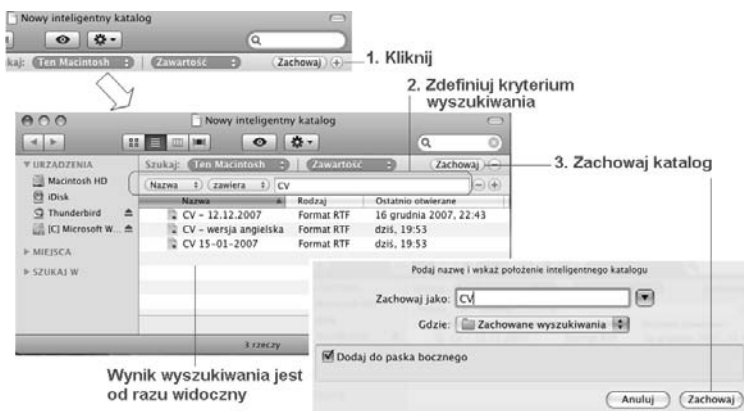 Nowy inteligentny katalog
kaj: Ten Macintosh Zawartość Zachowaj
1. Kliknij
2. Zdefiniuj kryterium
wyszukiwania
Nowy inteligentny katalog
URZĄDZENIA Szukaj: Ten Macintosh Zawartość Zachowaj
3. Zachowaj katalog
Macintosh HD
Nazwa zawiera CV
iDisk
Nazwa Rodzaj Ostatnio otwierane
Thunderbird
CV – 12.12.2007 Format RTF 16 grudnia 2007, 22:43
[C] Microsoft W...
CV – wersja angielska Format RTF dziś, 19:53
CV 15-01-2007 Format RTF dziś, 19:53
MIEJSCA
SZUKAJ W
Podaj nazwę i wskaż położenie inteligentnego katalogu
Zachowaj jako: CV
Gdzie: Zachowane wyszukiwania
3 rzeczy
Dodaj do paska bocznego
Wynik wyszukiwania jest
od razu widoczny
Anuluj Zachowaj